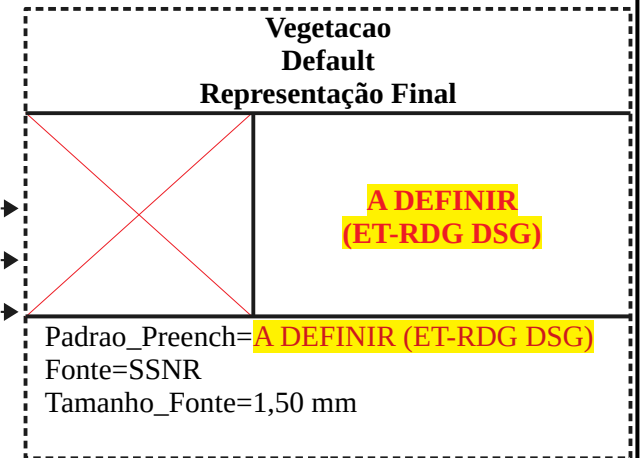 Vegetacao
Default
Representação Final
A DEFINIR
(ET-RDG DSG)
Padrao_Preench=A DEFINIR (ET-RDG DSG)
Fonte=SSNR
Tamanho_Fonte=1,50 mm